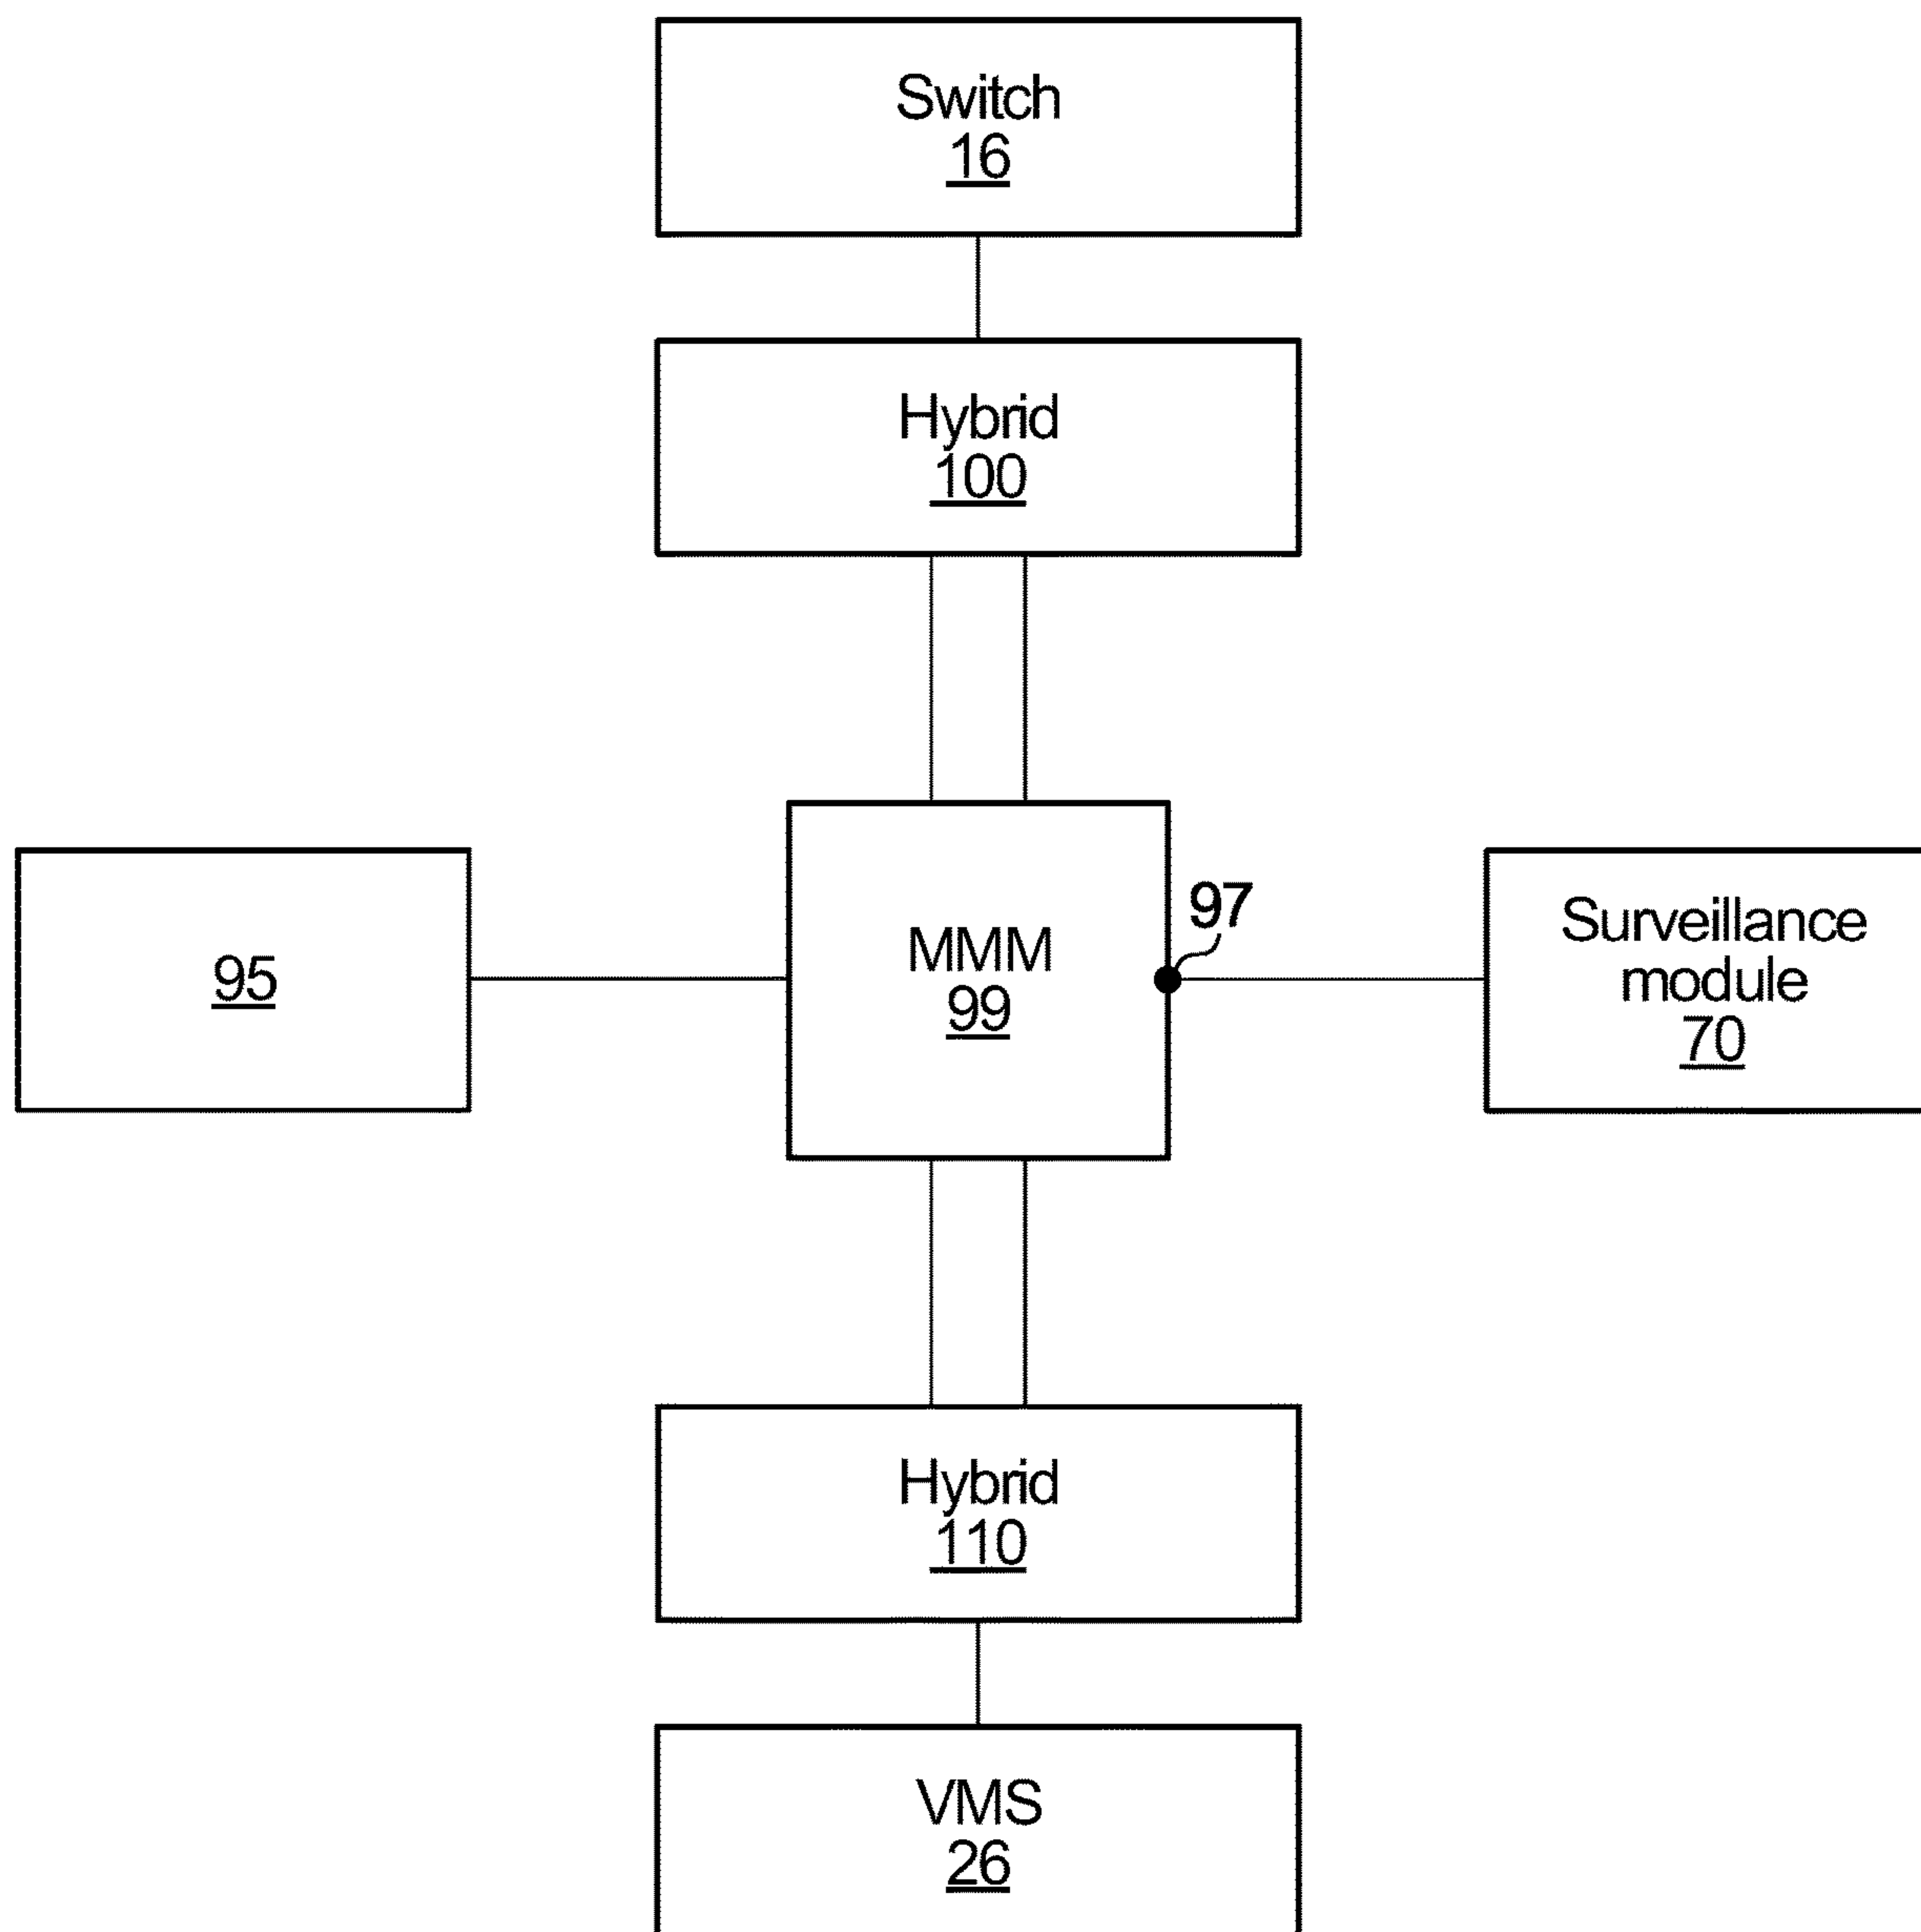 Switch
16
Hybrid
100
95
MMM
99
97
Surveillance
module
70
Hybrid
110
VMS
26